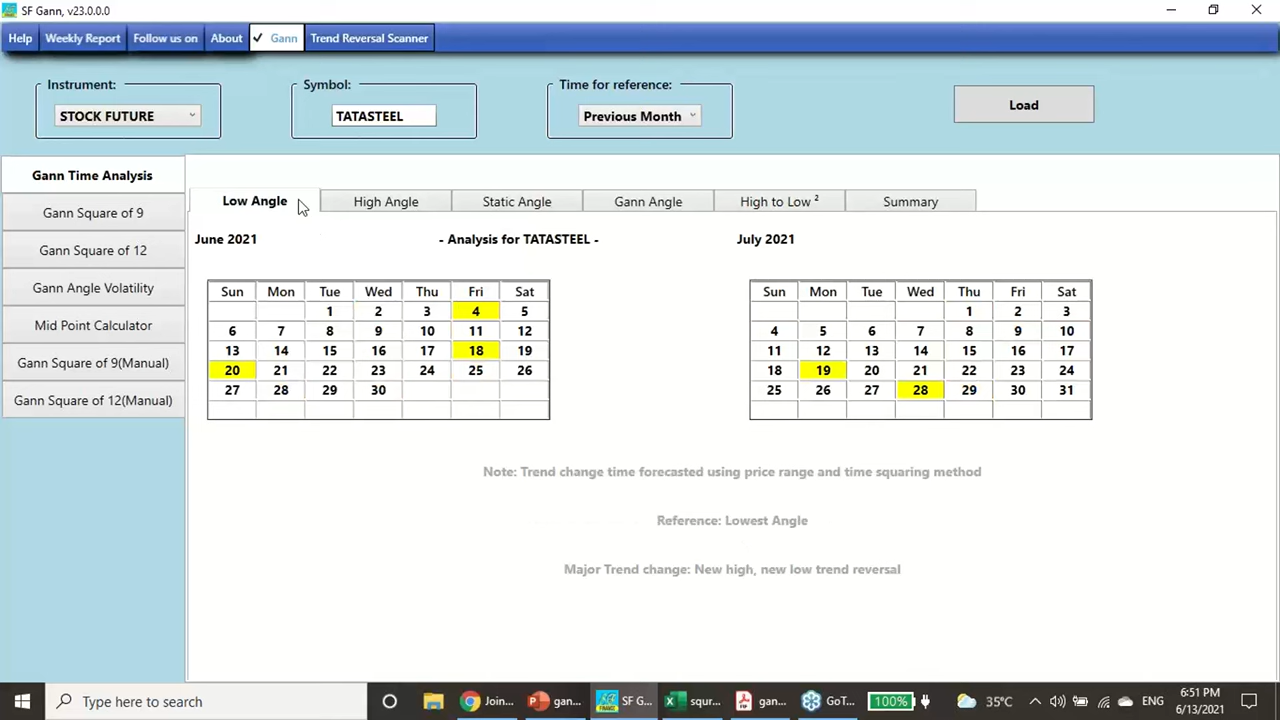 SF Gann, v23.0.0.0
Help Weekly Report Follow us on About ✓ Gann Trend Reversal Scanner
Instrument: Symbol: Time for reference:
STOCK FUTURE TATASTEEL Previous Month Load
Gann Time Analysis
Gann Square of 9
Gann Square of 12
Gann Angle Volatility
Mid Point Calculator
Gann Square of 9(Manual)
Gann Square of 12(Manual)
Low Angle High Angle Static Angle Gann Angle High to Low ² Summary
June 2021 - Analysis for TATASTEEL - July 2021
Sun Mon Tue Wed Thu Fri Sat
1 2 3 4 5
6 7 8 9 10 11 12
13 14 15 16 17 18 19
20 21 22 23 24 25 26
27 28 29 30
Sun Mon Tue Wed Thu Fri Sat
1 2 3
4 5 6 7 8 9 10
11 12 13 14 15 16 17
18 19 20 21 22 23 24
25 26 27 28 29 30 31
Note: Trend change time forecasted using price range and time squaring method
Reference: Lowest Angle
Major Trend change: New high, new low trend reversal
Type here to search Join... gan... SF G... squr... gan... GoT... 100% 35°C ENG
6:51 PM
6/13/2021